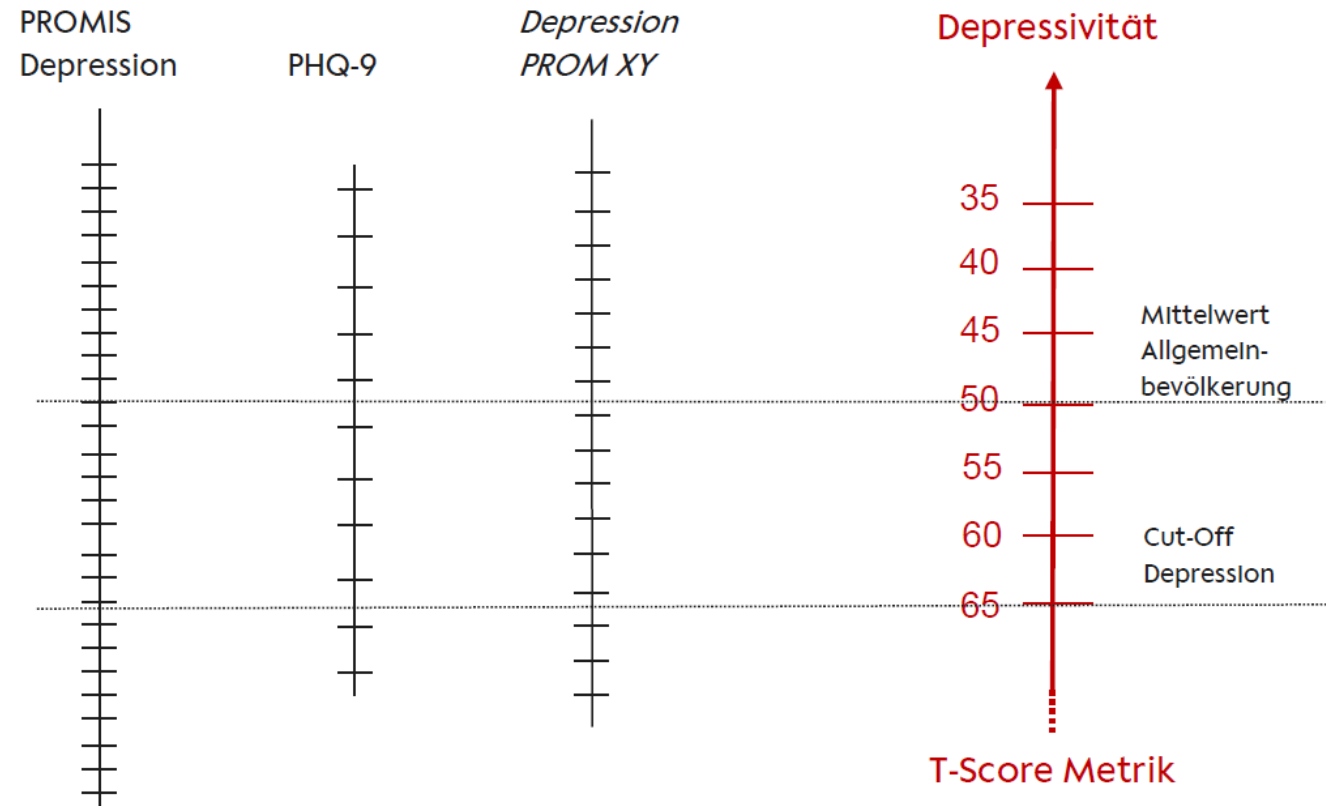 PROMIS
Depression
PHQ-9
Depression
PROM XY
Depressivität
35
40
45
50
55
60
65
Mittelwert
Allgemein-
bevölkerung
Cut-Off
Depression
T-Score Metrik